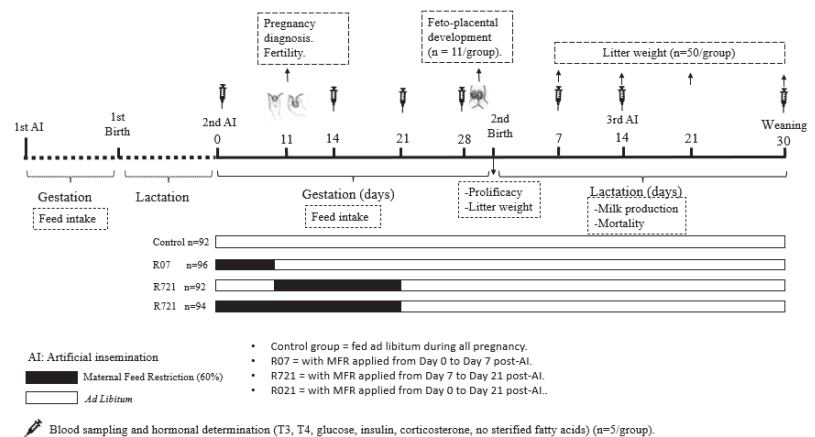 Pregnancy
diagnosis.
Fertility.
Feto-placental
development
(n = 11/group).
Litter weight (n=50/group)
1st AI
1st
Birth
2nd AI
2nd
Birth
3rd AI
Weaning
0 11 14 21 28 7 14 21 30
Gestation
Feed intake
Lactation
Gestation (days)
Feed intake
-Prolificacy
-Litter weight
Lactation (days)
-Milk production
-Mortality
Control n=92
R07 n=96
R721 n=92
R721 n=94
AI: Artificial insemination
Maternal Feed Restriction (60%)
Ad Libitum
• Control group = fed ad libitum during all pregnancy.
• R07 = with MFR applied from Day 0 to Day 7 post-AI.
• R721 = with MFR applied from Day 7 to Day 21 post-AI.
• R021 = with MFR applied from Day 0 to Day 21 post-AI..
Blood sampling and hormonal determination (T3, T4, glucose, insulin, corticosterone, no sterified fatty acids) (n=5/group).